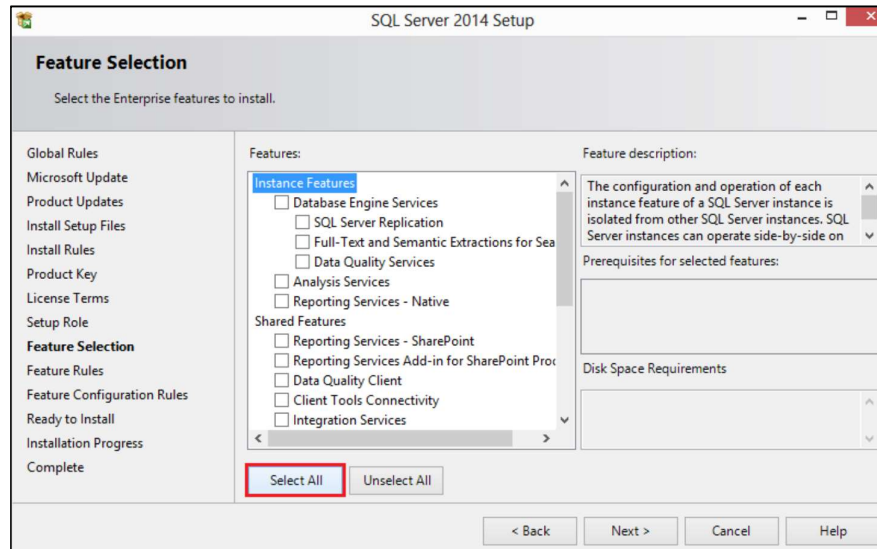 SQL Server 2014 Setup
Feature Selection
Select the Enterprise features to install.
Global Rules
Microsoft Update
Product Updates
Install Setup Files
Install Rules
Product Key
License Terms
Setup Role
Feature Selection
Feature Rules
Feature Configuration Rules
Ready to Install
Installation Progress
Complete
Features:
Instance Features
Database Engine Services
SQL Server Replication
Full-Text and Semantic Extractions for Sea
Data Quality Services
Analysis Services
Reporting Services - Native
Shared Features
Reporting Services - SharePoint
Reporting Services Add-in for SharePoint Proc
Data Quality Client
Client Tools Connectivity
Integration Services
Select All
Unselect All
Feature description:
The configuration and operation of each
instance feature of a SQL Server instance is
isolated from other SQL Server instances. SQL
Server instances can operate side-by-side on
Prerequisites for selected features:
Disk Space Requirements
< Back
Next >
Cancel
Help